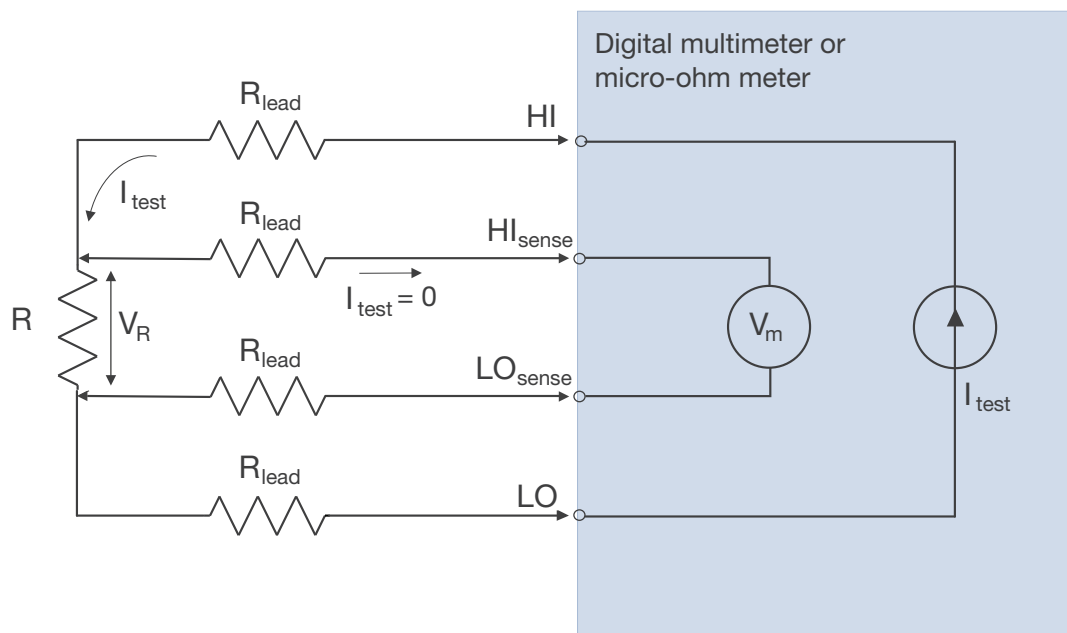 Digital multimeter or
micro-ohm meter
R_lead
HI
I_test
R_lead
HI_sense
I_test = 0
R
V_R
V_m
R_lead
LO_sense
I_test
R_lead
LO